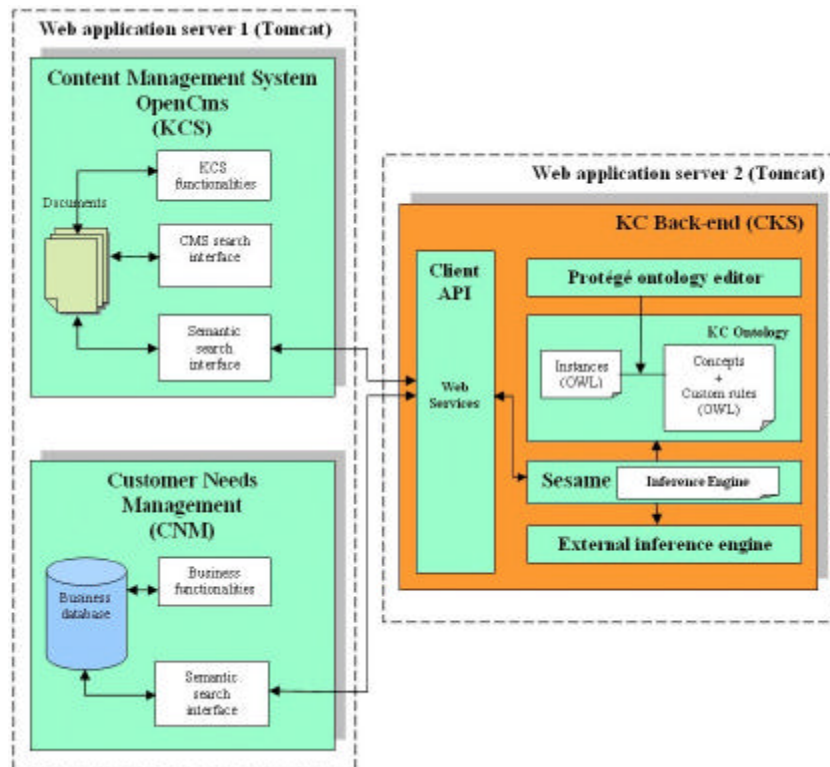 Web application server 1 (Tomcat)
Content Management System
OpenCms
(KCS)
KCS
functionalities
Documents
CMS search
interface
Semantic
search
interface
Customer Needs
Management
(CNM)
Business
functionalities
Business
database
Semantic
search
interface
Web application server 2 (Tomcat)
KC Back-end (CKS)
Client
API
Web
Services
Protégé ontology editor
KC Ontology
Instances
(OWL)
Concepts
+
Custom rules
(OWL)
Sesame
Inference Engine
External inference engine